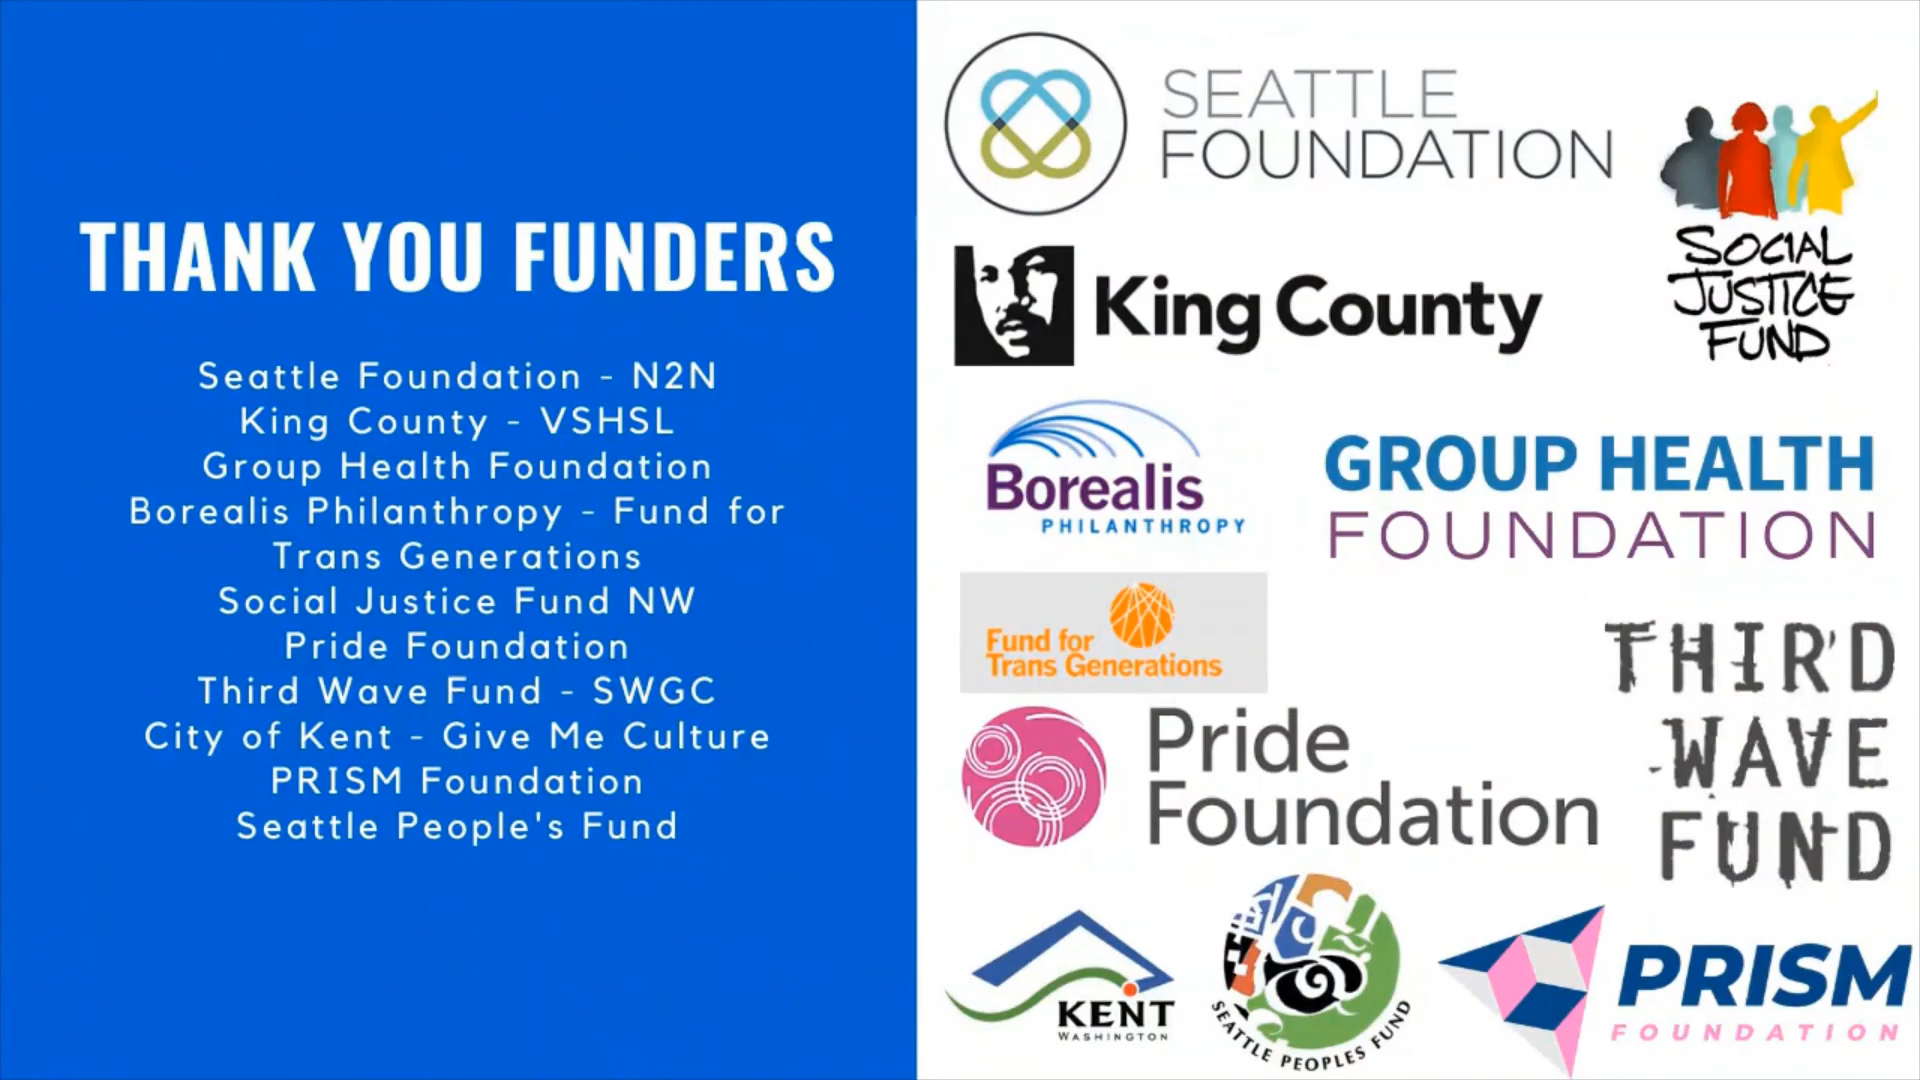 THANK YOU FUNDERS
Seattle Foundation - N2N
King County - VSHSL
Group Health Foundation
Borealis Philanthropy - Fund for
Trans Generations
Social Justice Fund NW
Pride Foundation
Third Wave Fund - SWGC
City of Kent - Give Me Culture
PRISM Foundation
Seattle People's Fund
SEATTLE
FOUNDATION
SOCIAL
JUSTICE
FUND
King County
Borealis
PHILANTHROPY
GROUP HEALTH
FOUNDATION
Fund for
Trans Generations
THIRD
WAVE
FUND
Pride
Foundation
KENT
WASHINGTON
SEATTLE PEOPLES FUND
PRISM
FOUNDATION